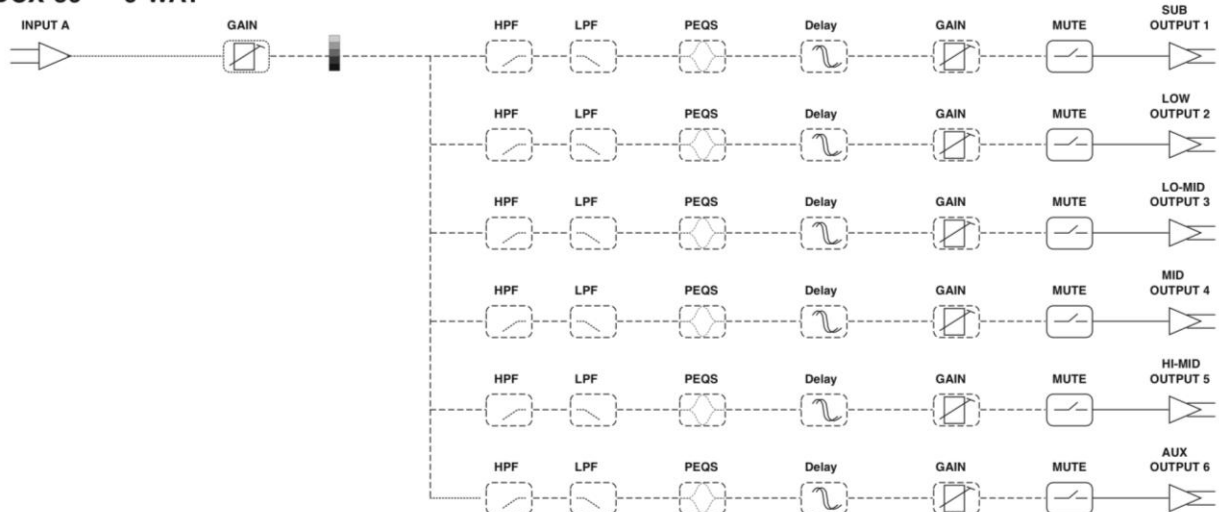 INPUT A GAIN HPF LPF PEQS Delay GAIN MUTE SUB
OUTPUT 1
HPF LPF PEQS Delay GAIN MUTE LOW
OUTPUT 2
HPF LPF PEQS Delay GAIN MUTE LO-MID
OUTPUT 3
HPF LPF PEQS Delay GAIN MUTE MID
OUTPUT 4
HPF LPF PEQS Delay GAIN MUTE HI-MID
OUTPUT 5
HPF LPF PEQS Delay GAIN MUTE AUX
OUTPUT 6